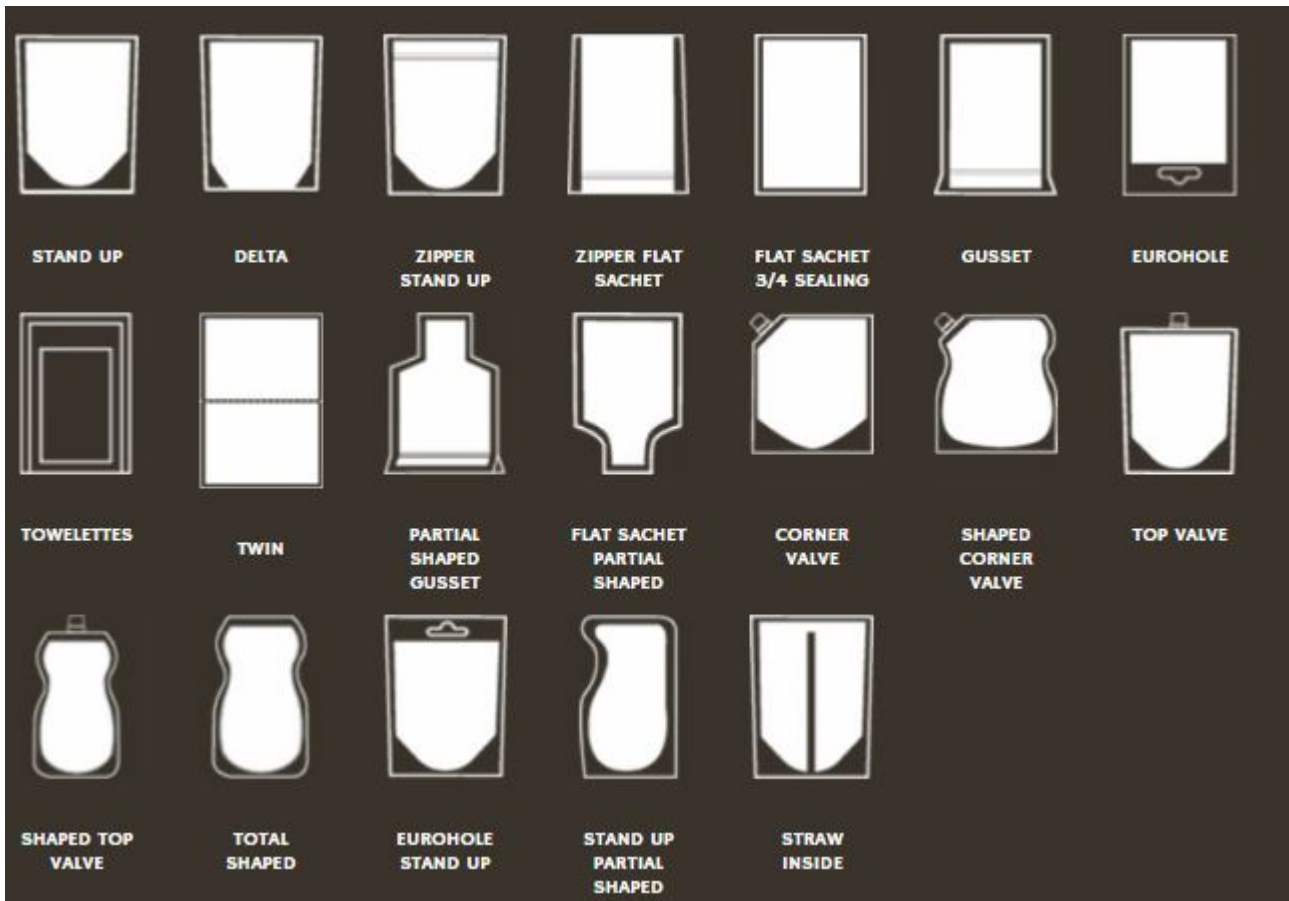 STAND UP
DELTA
ZIPPER
STAND UP
ZIPPER FLAT
SACHET
FLAT SACHET
3/4 SEALING
GUSSET
EUROHOLE
TOWELETTES
TWIN
PARTIAL
SHAPED
GUSSET
FLAT SACHET
PARTIAL
SHAPED
CORNER
VALVE
SHAPED
CORNER
VALVE
TOP VALVE
SHAPED TOP
VALVE
TOTAL
SHAPED
EUROHOLE
STAND UP
STAND UP
PARTIAL
SHAPED
STRAW
INSIDE